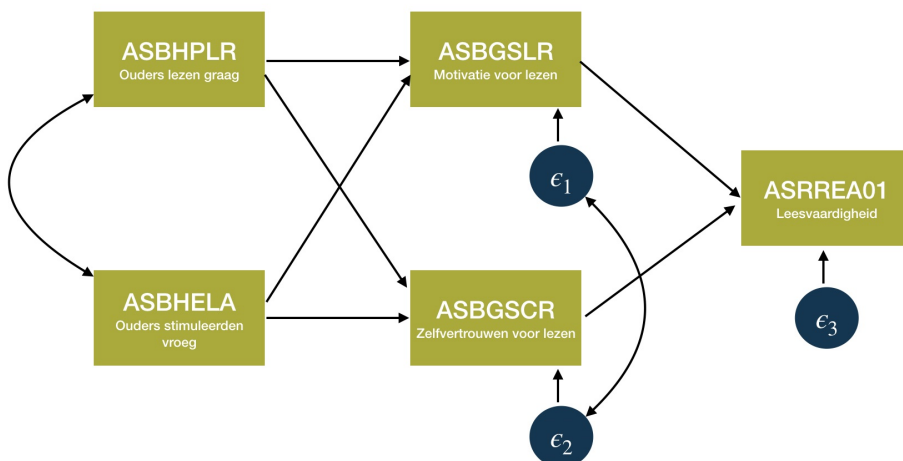 ASBHPLR
Ouders lezen graag
ASBGSLR
Motivatie voor lezen
ϵ1
ASRREA01
Leesvaardigheid
ASBHELA
Ouders stimuleerden
vroeg
ASBGSCR
Zelfvertrouwen voor lezen
ϵ3
ϵ2